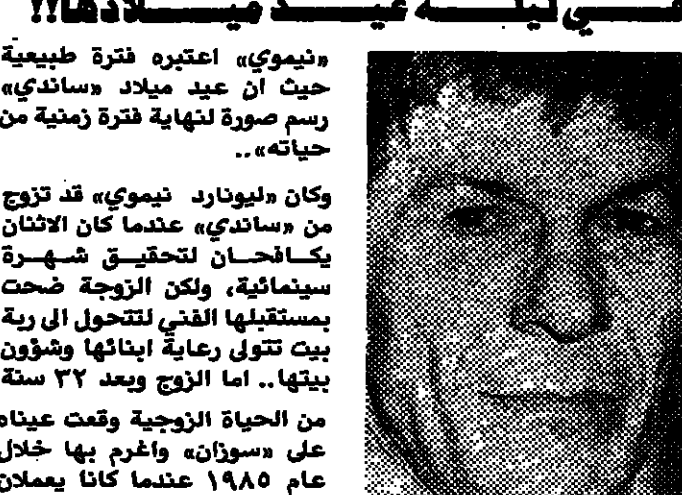 في ليلة عيد ميلادها!!
«نيموي» اعتبره فترة طبيعية
حيث ان عيد ميلاد «ساندي»
رسم صورة لنهاية فترة زمنية من
حياته»..
وكان «ليونارد نيموي» قد تزوج
من «ساندي» عندما كان الاثنان
يكافحان لتحقيق شهرة
سينمائية، ولكن الزوجة ضحت
بمستقبلها الفني لتتحول الى ربة
بيت تتولى رعاية ابنائها وشؤون
بيتها.. اما الزوج وبعد ٣٢ سنة
من الحياة الزوجية وقعت عيناه
على «سوزان» واغرم بها خلال
عام ١٩٨٥ عندما كانا يعملان